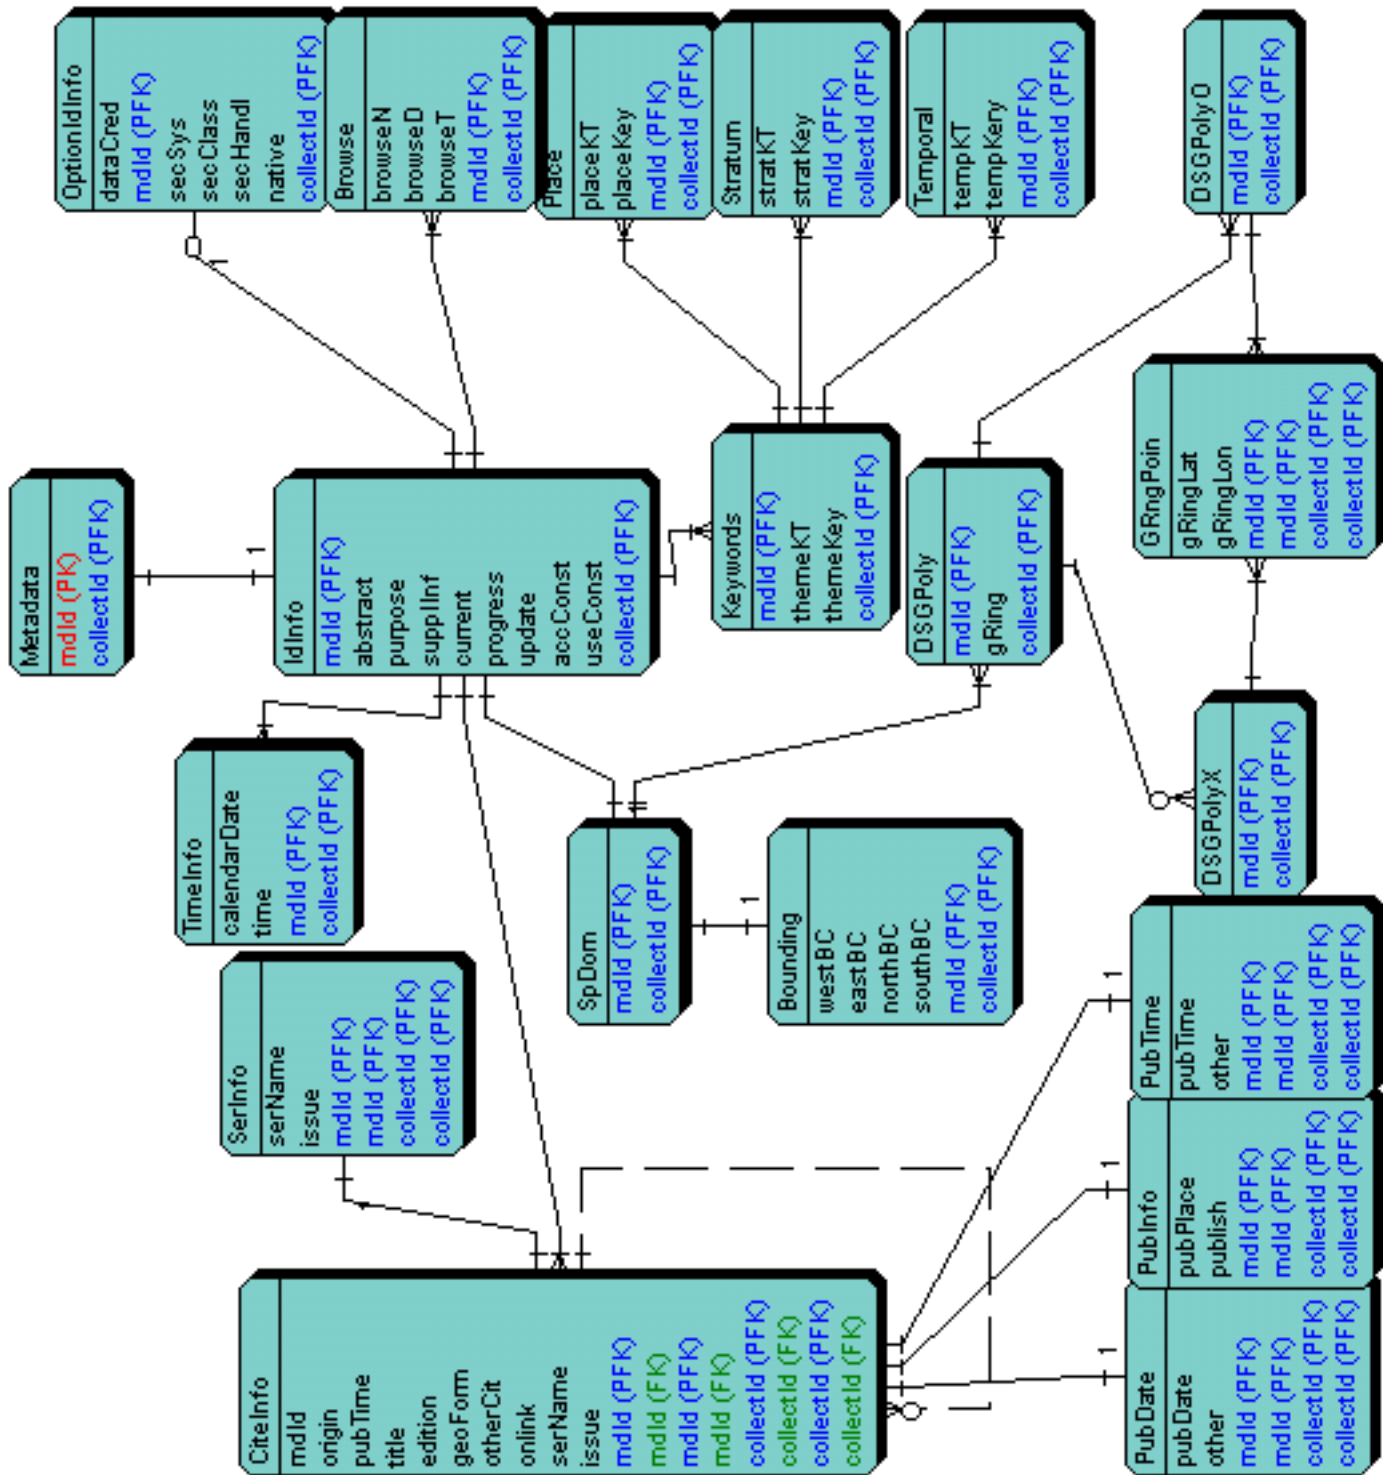 Metadata
mdId (PK)
collectId (PFK)
OptionIdInfo
dataCred
mdId (PFK)
secSys
secClass
secHandl
native
collectId (PFK)
Browse
browseN
browseD
browseT
mdId (PFK)
collectId (PFK)
Place
placeKT
placeKey
mdId (PFK)
collectId (PFK)
Stratum
stratKT
stratKey
mdId (PFK)
collectId (PFK)
Temporal
tempKT
tempKery
mdId (PFK)
collectId (PFK)
DSGPolyO
mdId (PFK)
collectId (PFK)
1
1
IdInfo
mdId (PFK)
abstract
purpose
supplInf
current
progress
update
accConst
useConst
collectId (PFK)
Keywords
mdId (PFK)
themeKT
themeKey
collectId (PFK)
DSGPoly
mdId (PFK)
gRing
collectId (PFK)
GRngPoin
gRingLat
gRingLon
mdId (PFK)
mdId (PFK)
collectId (PFK)
collectId (PFK)
TimeInfo
calendarDate
time
mdId (PFK)
collectId (PFK)
SpDom
mdId (PFK)
collectId (PFK)
1
Bounding
westBC
eastBC
northBC
southBC
mdId (PFK)
collectId (PFK)
DSGPolyX
mdId (PFK)
collectId (PFK)
SerInfo
serName
issue
mdId (PFK)
mdId (PFK)
collectId (PFK)
collectId (PFK)
CiteInfo
mdId
origin
pubTime
title
edition
geoForm
otherCit
onlink
serName
issue
mdId (PFK)
mdId (FK)
mdId (PFK)
mdId (FK)
collectId (PFK)
collectId (FK)
collectId (PFK)
collectId (FK)
1
PubTime
pubTime
other
mdId (PFK)
mdId (PFK)
collectId (PFK)
collectId (PFK)
1
PubInfo
pubPlace
publish
mdId (PFK)
mdId (PFK)
collectId (PFK)
collectId (PFK)
1
PubDate
pubDate
other
mdId (PFK)
mdId (PFK)
collectId (PFK)
collectId (PFK)